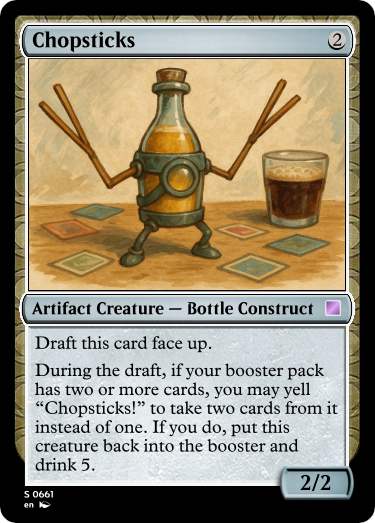 Chopsticks 2
Artifact Creature — Bottle Construct
Draft this card face up.
During the draft, if your booster pack
has two or more cards, you may yell
“Chopsticks!” to take two cards from it
instead of one. If you do, put this
creature back into the booster and
drink 5.
2/2
S 0661
en